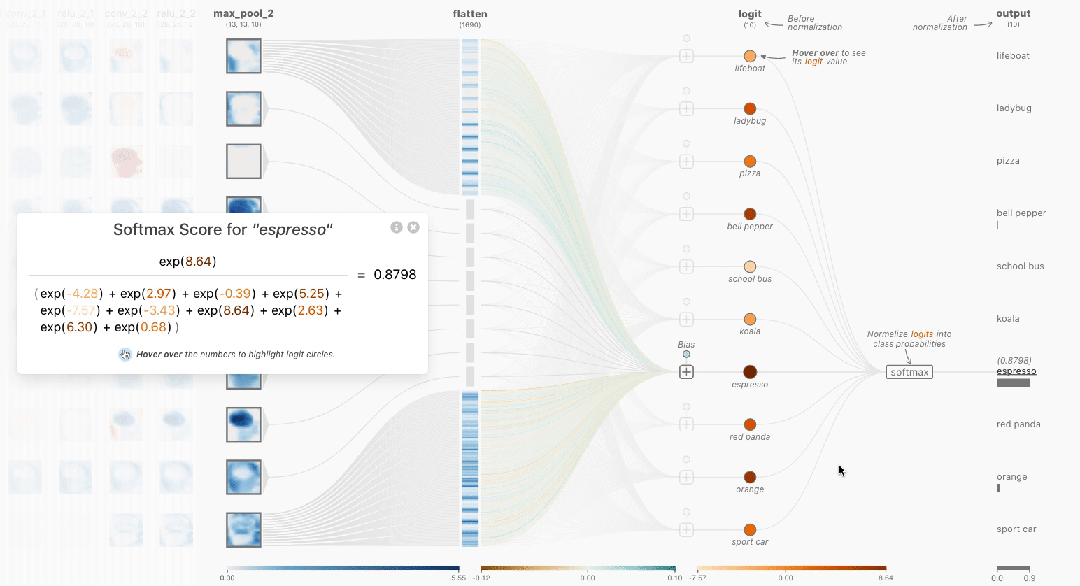 relu_2_1
conv_2_2
relu_2_2
max_pool_2
(13, 13, 10)
flatten
(1690)
logit
(10)
Before
normalization
After
normalization
output
(10)
Hover over to see
its logit value
lifeboat
lifeboat
ladybug
ladybug
pizza
pizza
bell pepper
bell pepper
school bus
school bus
koala
koala
Normalize logits into
class probabilities
Bias
softmax
(0.8798)
espresso
espresso
red panda
red panda
orange
orange
sport car
sport car
Softmax Score for "espresso"
exp(8.64)
= 0.8798
(exp(-4.28) + exp(2.97) + exp(-0.39) + exp(5.25) +
exp(-7.57) + exp(-3.43) + exp(8.64) + exp(2.63) +
exp(6.30) + exp(0.68))
Hover over the numbers to highlight logit circles.
0.00
5.55
-0.12
0.00
0.10
-7.57
0.00
8.64
0.0
0.9